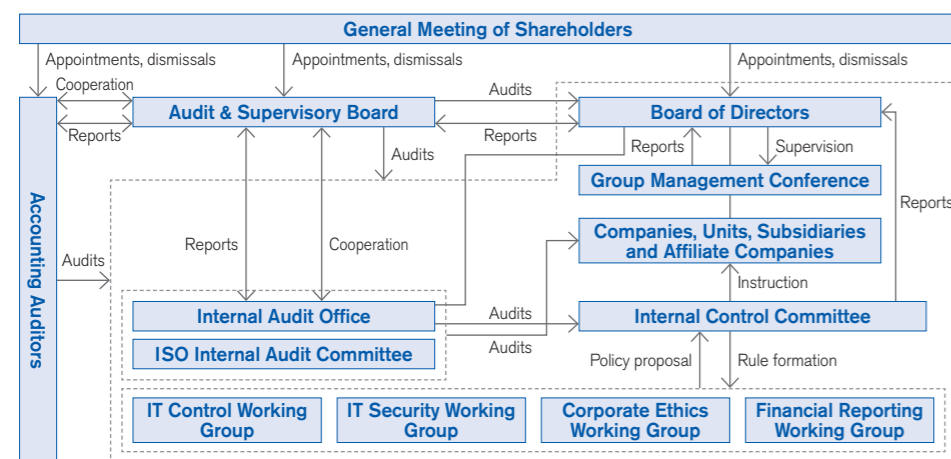 General Meeting of Shareholders
Appointments, dismissals
Appointments, dismissals
Appointments, dismissals
Cooperation
Audits
Audit & Supervisory Board
Board of Directors
Reports
Reports
Audits
Reports
Supervision
Group Management Conference
Accounting Auditors
Reports
Companies, Units, Subsidiaries
and Affiliate Companies
Reports
Cooperation
Audits
Instruction
Internal Audit Office
Audits
Internal Control Committee
ISO Internal Audit Committee
Audits
Policy proposal
Rule formation
IT Control Working
Group
IT Security Working
Group
Corporate Ethics
Working Group
Financial Reporting
Working Group